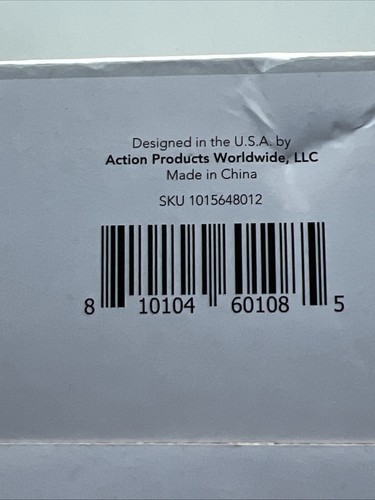 Designed in the U.S.A. by
Action Products Worldwide, LLC
Made in China
SKU 1015648012
8 10104 60108 5